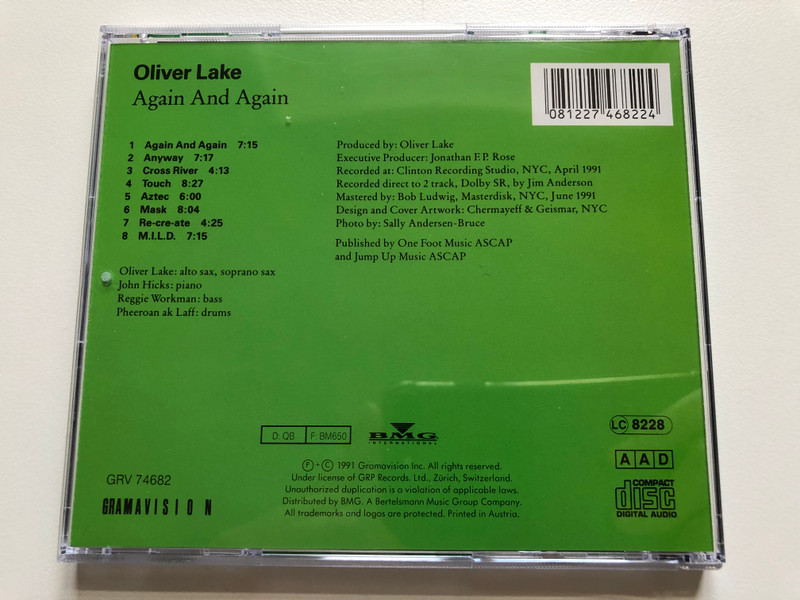 Oliver Lake
Again And Again
081227 468224
1 Again And Again 7:15
2 Anyway 7:17
3 Cross River 4:13
4 Touch 8:27
5 Aztec 6:00
6 Mask 8:04
7 Re-cre-ate 4:25
8 M.I.L.D. 7:15
Oliver Lake: alto sax, soprano sax
John Hicks: piano
Reggie Workman: bass
Pheeroan ak Laff: drums
Produced by: Oliver Lake
Executive Producer: Jonathan F.P. Rose
Recorded at: Clinton Recording Studio, NYC, April 1991
Recorded direct to 2 track, Dolby SR, by Jim Anderson
Mastered by: Bob Ludwig, Masterdisk, NYC, June 1991
Design and Cover Artwork: Chermayeff & Geismar, NYC
Photo by: Sally Andersen-Bruce
Published by One Foot Music ASCAP
and Jump Up Music ASCAP
D: QB F: BM650
BMG
INTERNATIONAL
LC 8228
AAD
COMPACT
disc
DIGITAL AUDIO
GRV 74682
GRAMAVISION
Ⓟ + Ⓒ 1991 Gramavision Inc. All rights reserved.
Under license of GRP Records. Ltd., Zürich, Switzerland.
Unauthorized duplication is a violation of applicable laws.
Distributed by BMG. A Bertelsmann Music Group Company.
All trademarks and logos are protected. Printed in Austria.